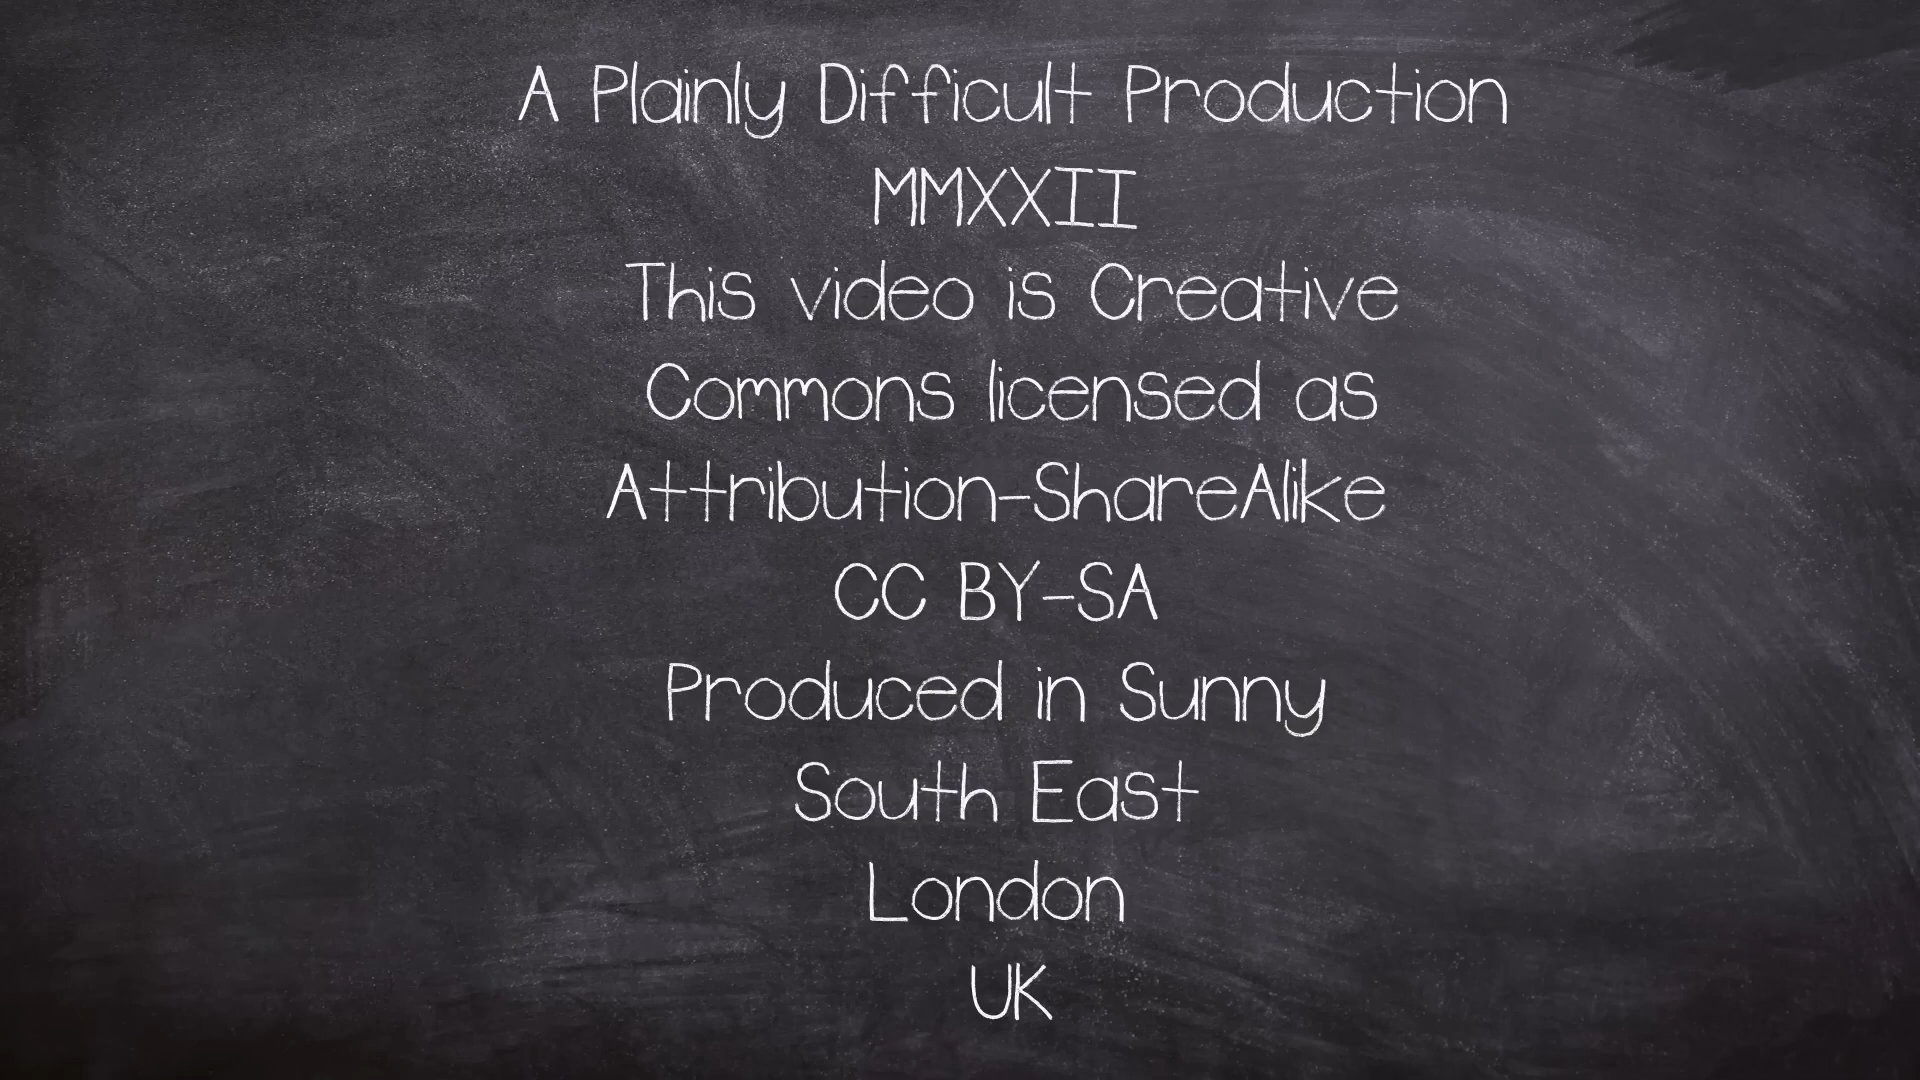 A Plainly Difficult Production
MMXXII
This video is Creative
Commons licensed as
Attribution-ShareAlike
CC BY-SA
Produced in Sunny
South East
London
UK